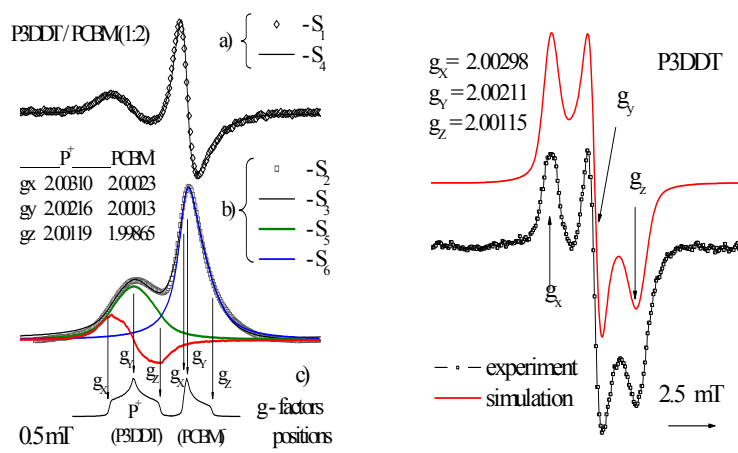 P3DDT/PCBM(1:2)
a) { - S1
- S4
P+ PCBM-
gx 2.00310 2.00023
gy 2.00216 2.00013
gz 2.00119 1.99865
b) { - S2
- S3
- S5
- S6
gX gY gZ gX gY gZ
c)
P+
(P3DDT) (PCBM-)
g - factors
positions
0.5 mT
P3DDT
gX = 2.00298
gY = 2.00211
gZ = 2.00115
gy
gz
gx
experiment
simulation
2.5 mT